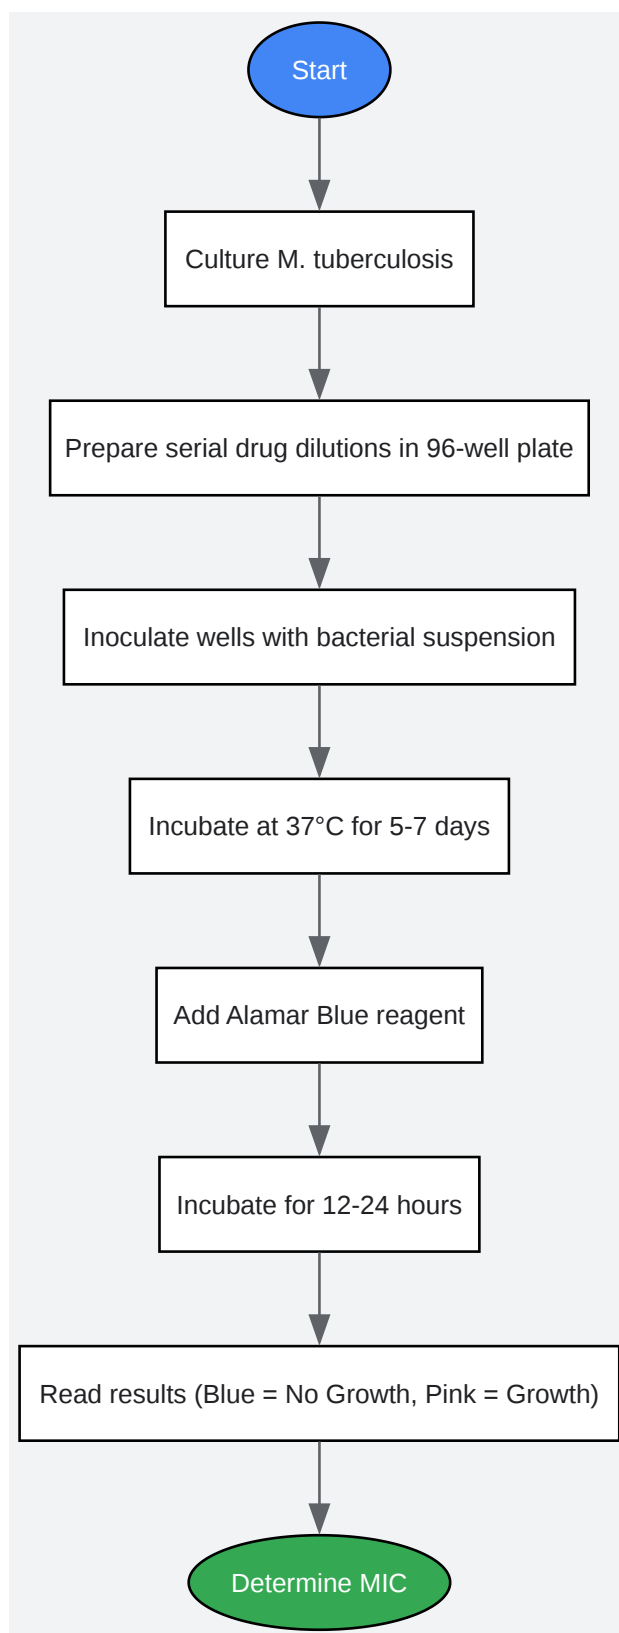 Start
Culture M. tuberculosis
Prepare serial drug dilutions in 96-well plate
Inoculate wells with bacterial suspension
Incubate at 37°C for 5-7 days
Add Alamar Blue reagent
Incubate for 12-24 hours
Read results (Blue = No Growth, Pink = Growth)
Determine MIC